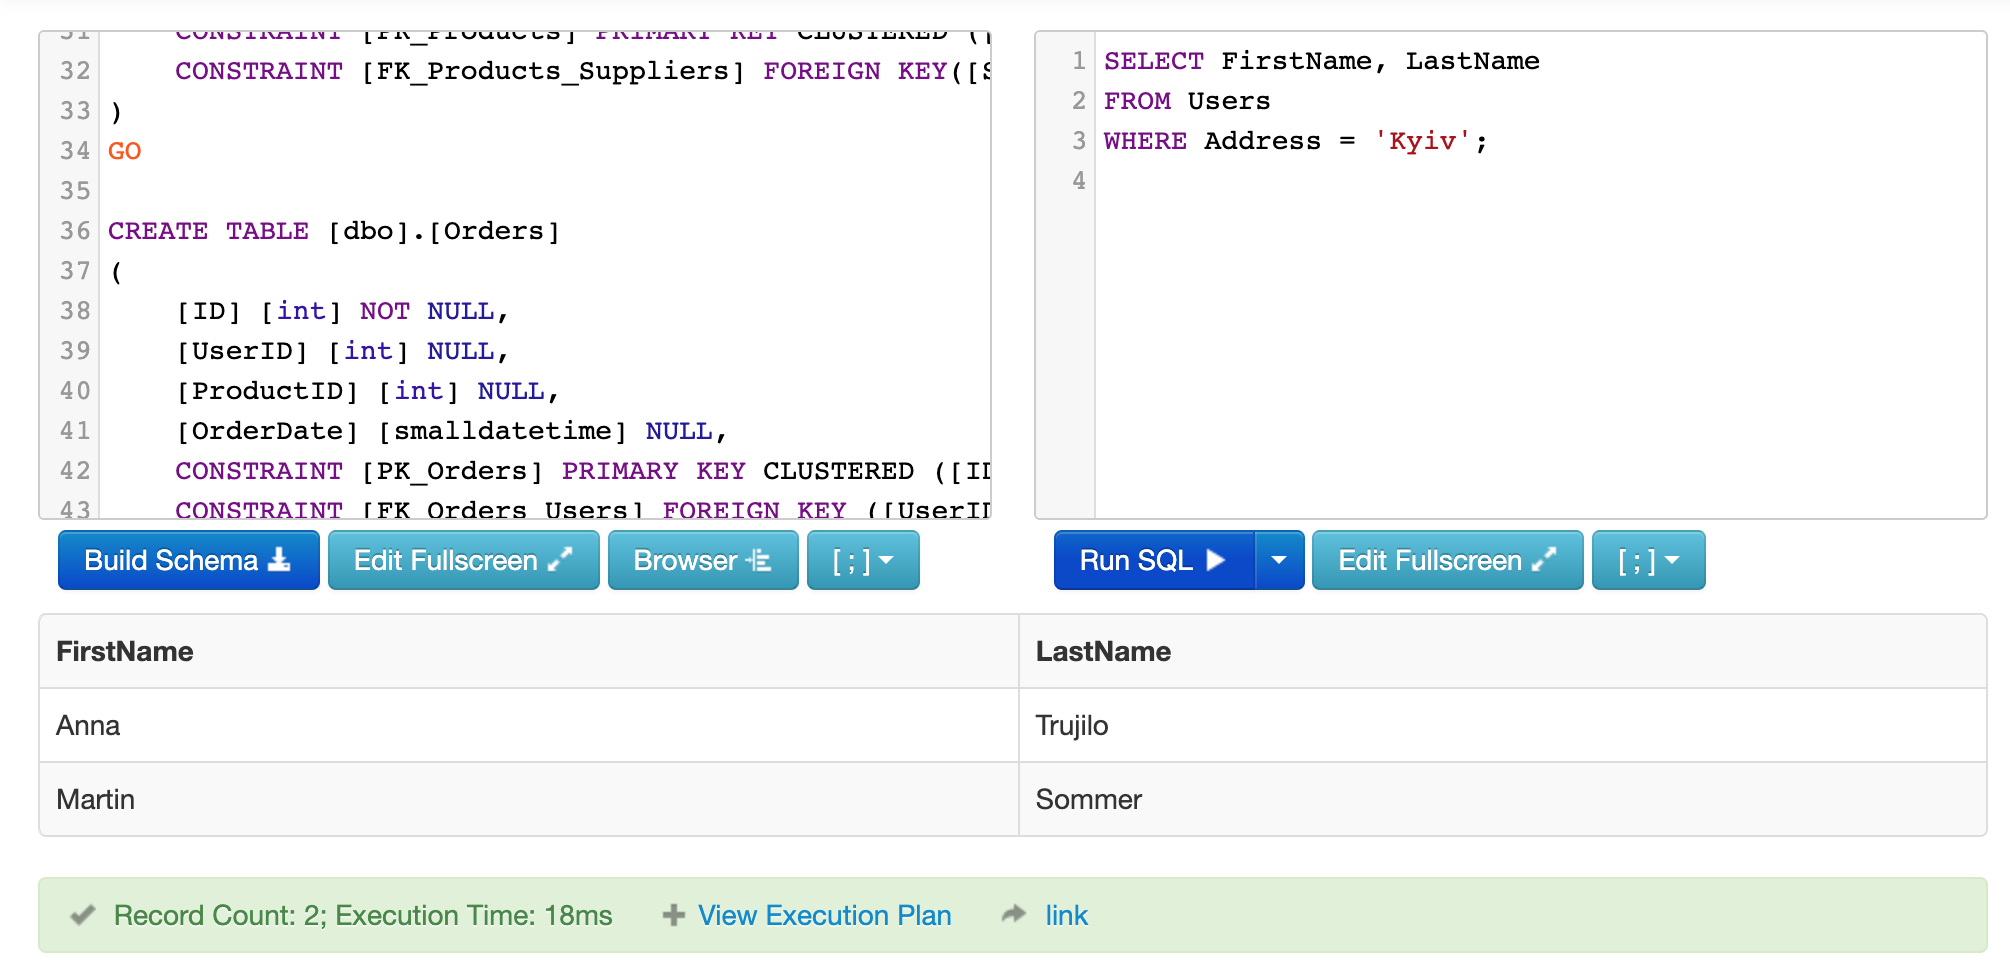 31 CONSTRAINT [PK_Products] PRIMARY KEY CLUSTERED ([
32 CONSTRAINT [FK_Products_Suppliers] FOREIGN KEY([S
33 )
34 GO
35
36 CREATE TABLE [dbo].[Orders]
37 (
38 [ID] [int] NOT NULL,
39 [UserID] [int] NULL,
40 [ProductID] [int] NULL,
41 [OrderDate] [smalldatetime] NULL,
42 CONSTRAINT [PK_Orders] PRIMARY KEY CLUSTERED ([ID
43 CONSTRAINT [FK_Orders_Users] FOREIGN KEY ([UserID
1 SELECT FirstName, LastName
2 FROM Users
3 WHERE Address = 'Kyiv';
4
Build Schema Edit Fullscreen Browser [ ; ]
Run SQL Edit Fullscreen [ ; ]
FirstName LastName
Anna Trujilo
Martin Sommer
Record Count: 2; Execution Time: 18ms View Execution Plan link